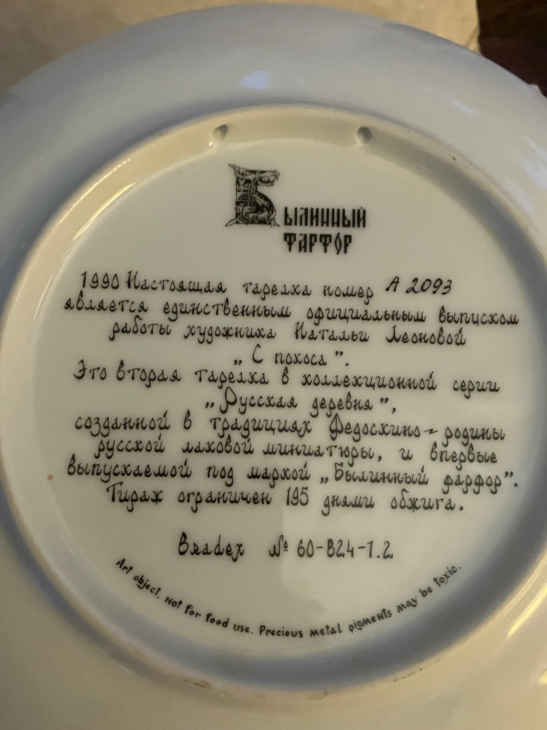 Былинный
фарфор
1990 Настоящая тарелка номер A 2093
является единственным официальным выпуском
работы художника Натальи Леоновой
„С покоса”.
Это вторая тарелка в коллекционной серии
„Русская деревня”,
созданной в традициях Федоскино - родины
русской лаковой миниатюры, и впервые
выпускаемой под маркой „Былинный фарфор”.
Тираж ограничен 195 днями обжига.
Bradex № 60-B24-1.2
Art object. Not for food use. Precious metal pigments may be toxic.